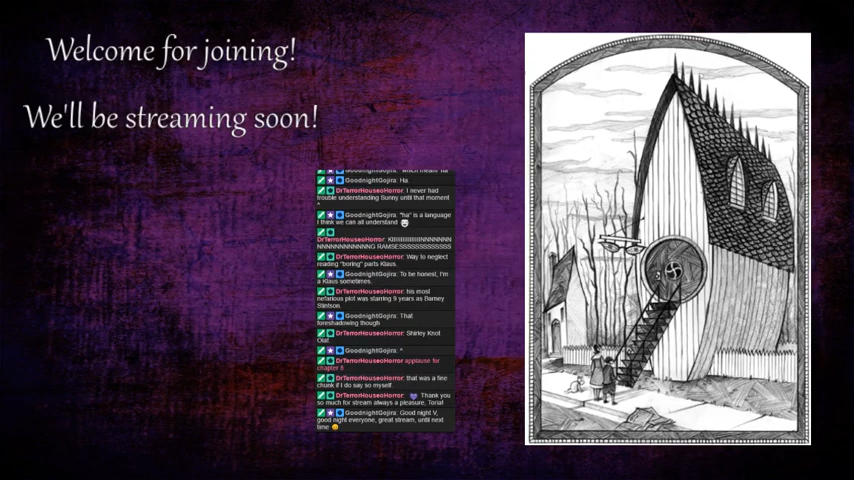 Welcome for joining!
We'll be streaming soon!
GoodnightGojira: Ha
DrTerrorHouseoHorror: I never had
trouble understanding Sunny until that moment
^
GoodnightGojira: "ha" is a language
I think we can all understand
DrTerrorHouseoHorror:
DrTerrorHouseoHorror: Way to neglect
reading "boring" parts Klaus.
GoodnightGojira: To be honest, I'm
a Klaus sometimes.
DrTerrorHouseoHorror: his most
nefarious plot was starring 9 years as Barney
Stintson.
GoodnightGojira: That
foreshadowing though
DrTerrorHouseoHorror: Shirley Knot
Olaf.
GoodnightGojira: ^
DrTerrorHouseoHorror applause for
chapter 8
DrTerrorHouseoHorror: that was a fine
chunk if I do say so myself.
DrTerrorHouseoHorror: Thank you
so much for stream always a pleasure, Toria!
GoodnightGojira: Good night V,
good night everyone, great stream, until next
time